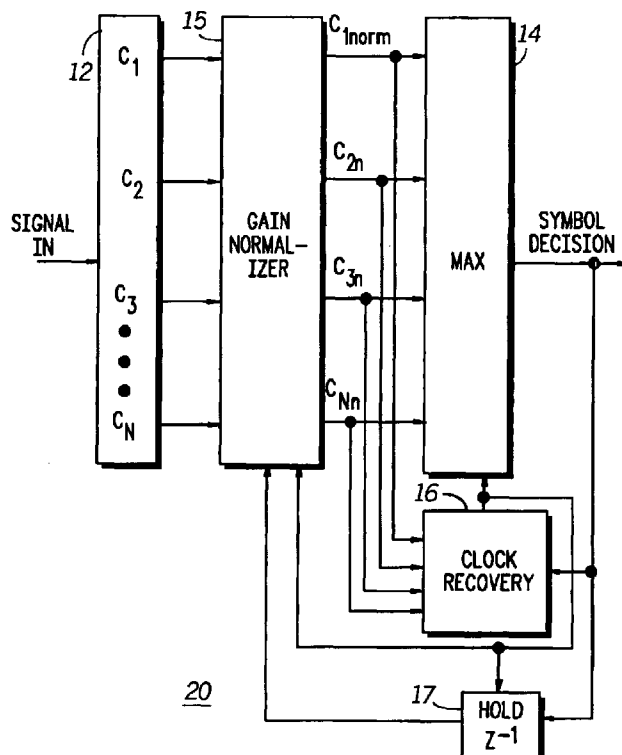 12
15
14
C1
C2
C3
CN
SIGNAL
IN
GAIN
NORMAL-
IZER
C1norm
C2n
C3n
CNn
MAX
SYMBOL
DECISION
16
CLOCK
RECOVERY
20
17
HOLD
Z-1